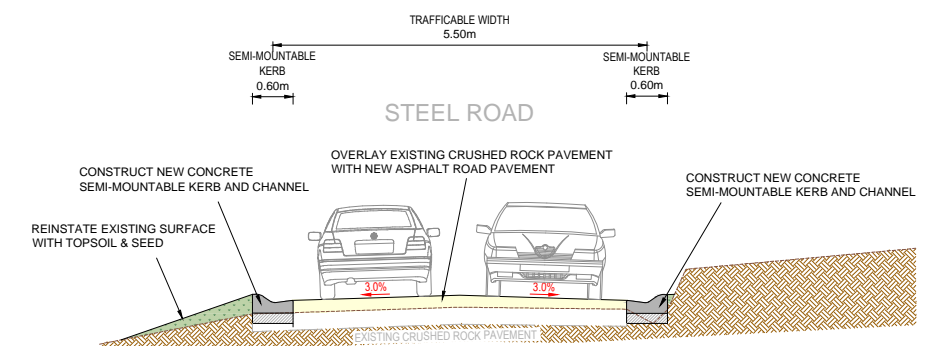 TRAFFICABLE WIDTH
5.50m
SEMI-MOUNTABLE
KERB
0.60m
SEMI-MOUNTABLE
KERB
0.60m
STEEL ROAD
OVERLAY EXISTING CRUSHED ROCK PAVEMENT
WITH NEW ASPHALT ROAD PAVEMENT
CONSTRUCT NEW CONCRETE
SEMI-MOUNTABLE KERB AND CHANNEL
CONSTRUCT NEW CONCRETE
SEMI-MOUNTABLE KERB AND CHANNEL
REINSTATE EXISTING SURFACE
WITH TOPSOIL & SEED
3.0%
3.0%
EXISTING CRUSHED ROCK PAVEMENT